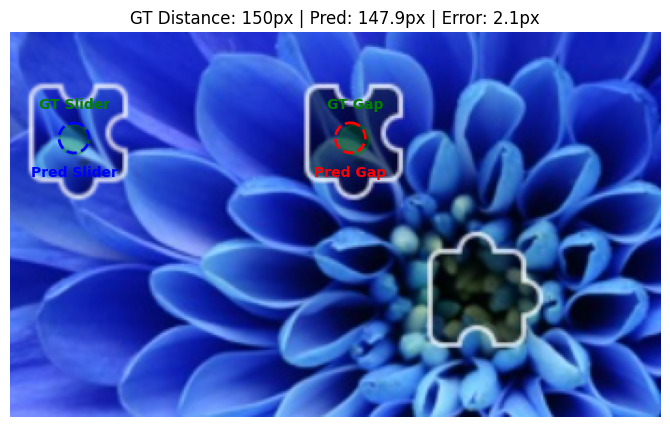 GT Distance: 150px | Pred: 147.9px | Error: 2.1px
GT Slider
GT Gap
Pred Slider
Pred Gap